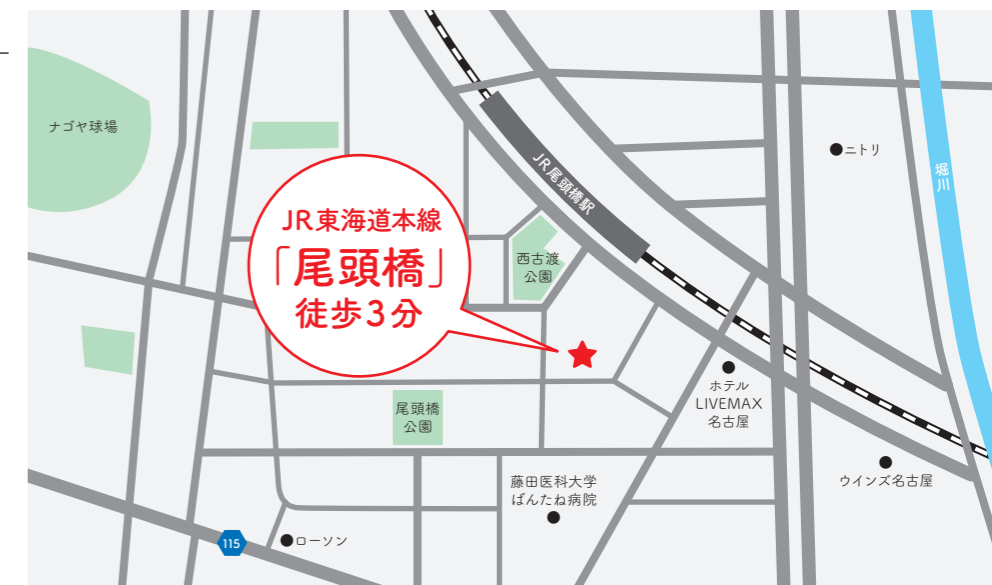 ナゴヤ球場
JR東海道本線
「尾頭橋」
徒歩3分
JR尾頭橋駅
ニトリ
堀川
西古渡
公園
尾頭橋
公園
ホテル
LIVEMAX
名古屋
ウインズ名古屋
藤田医科大学
ばんたね病院
115
ローソン